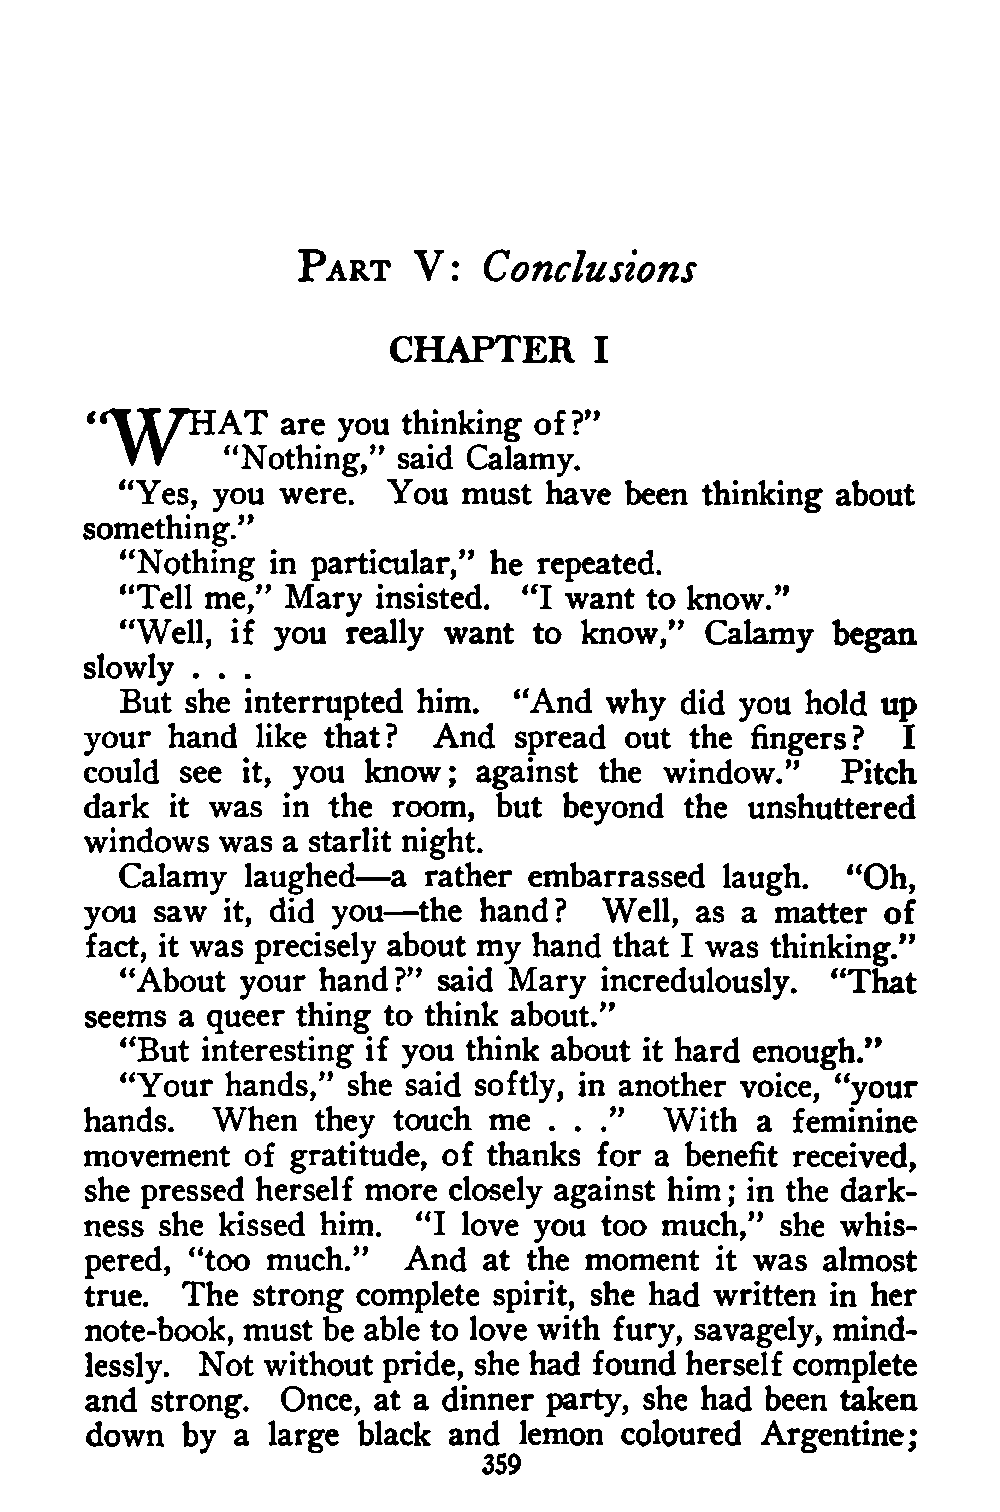 PART V: Conclusions
CHAPTER I
“WHAT are you thinking of?”
“Nothing,” said Calamy.
“Yes, you were. You must have been thinking about
something.”
“Nothing in particular,” he repeated.
“Tell me,” Mary insisted. “I want to know.”
“Well, if you really want to know,” Calamy began
slowly . . .
But she interrupted him. “And why did you hold up
your hand like that? And spread out the fingers? I
could see it, you know; against the window.” Pitch
dark it was in the room, but beyond the unshuttered
windows was a starlit night.
Calamy laughed—a rather embarrassed laugh. “Oh,
you saw it, did you—the hand? Well, as a matter of
fact, it was precisely about my hand that I was thinking.”
“About your hand?” said Mary incredulously. “That
seems a queer thing to think about.”
“But interesting if you think about it hard enough.”
“Your hands,” she said softly, in another voice, “your
hands. When they touch me . . .” With a feminine
movement of gratitude, of thanks for a benefit received,
she pressed herself more closely against him; in the dark-
ness she kissed him. “I love you too much,” she whis-
pered, “too much.” And at the moment it was almost
true. The strong complete spirit, she had written in her
note-book, must be able to love with fury, savagely, mind-
lessly. Not without pride, she had found herself complete
and strong. Once, at a dinner party, she had been taken
down by a large black and lemon coloured Argentine;
359